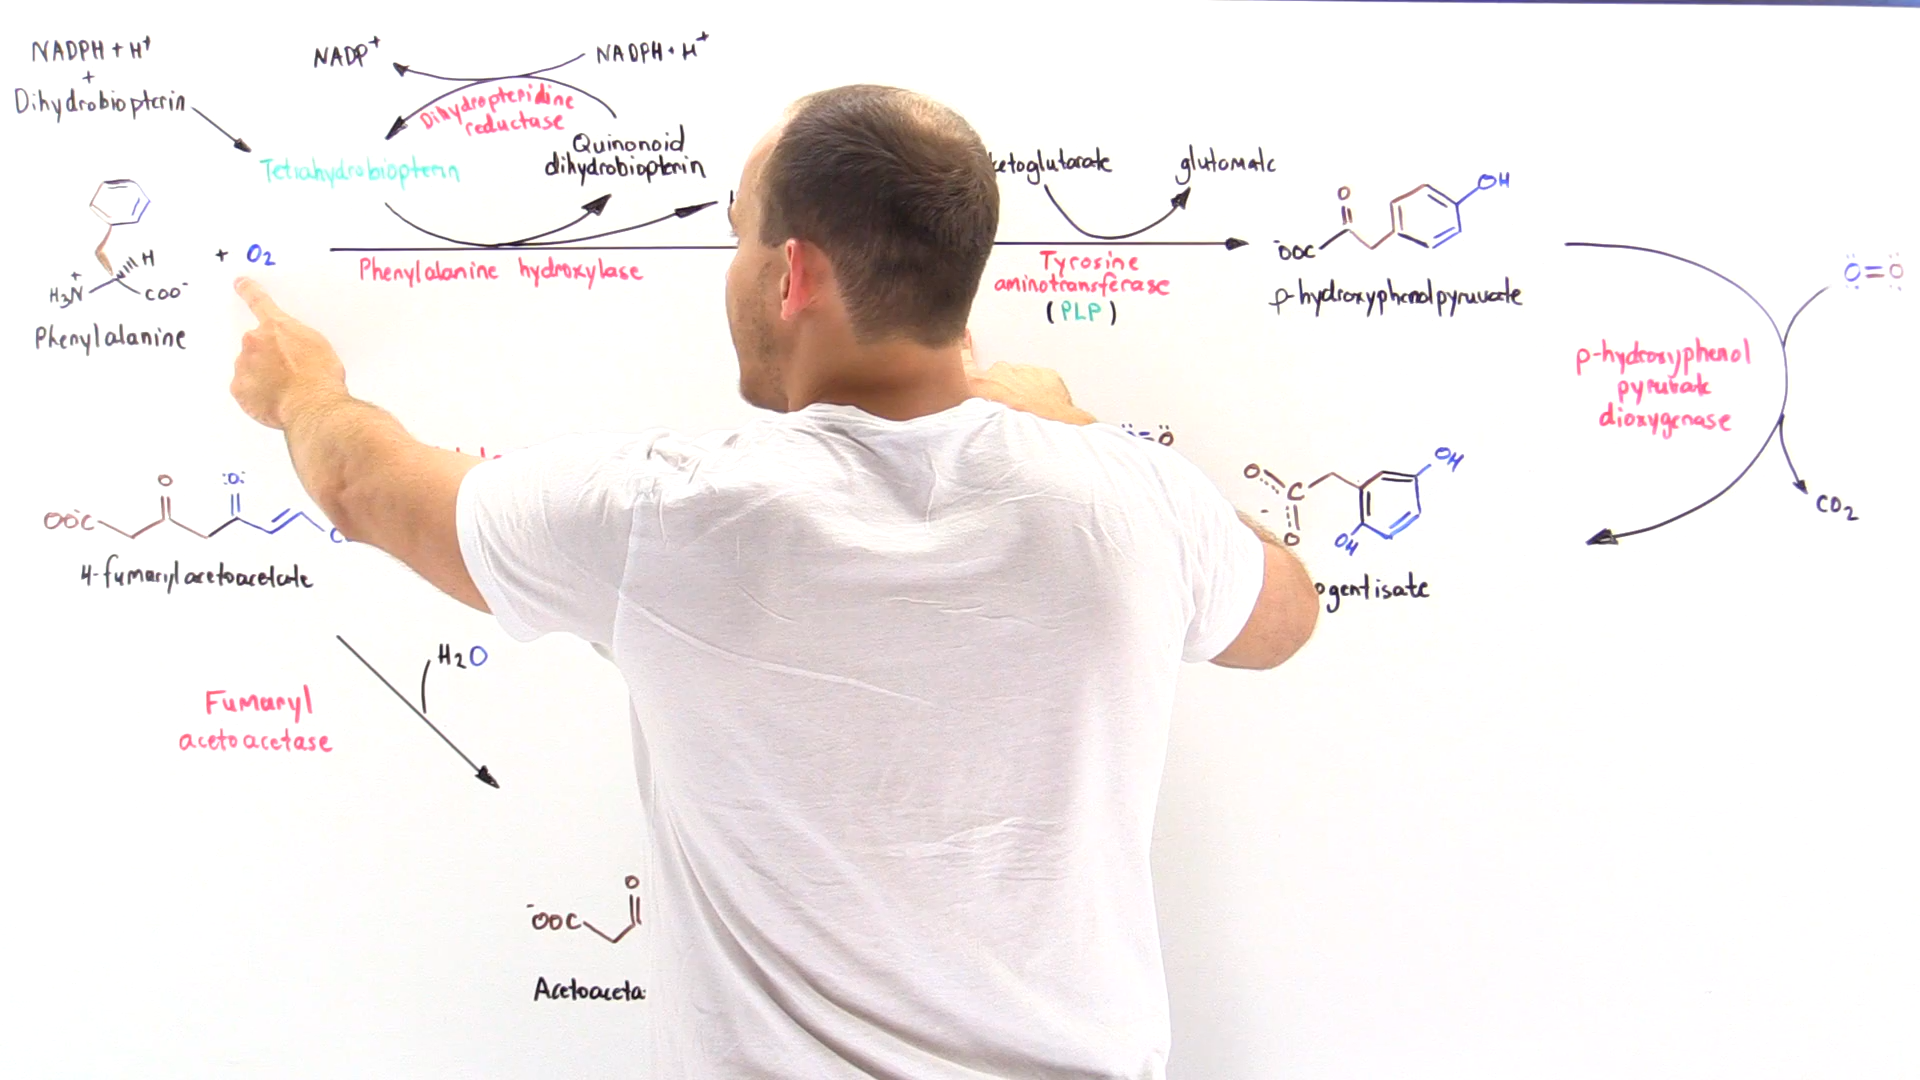 NADPH + H⁺
+
Dihydrobiopterin
NADP⁺
NADPH + H⁺
Dihydropteridine
reductase
Quinonoid
dihydrobiopterin
Tetrahydrobiopterin
H
H₃N⁺
COO⁻
Phenylalanine
+ O₂
Phenylalanine hydroxylase
ketoglutarate
glutamate
Tyrosine
aminotransferase
(PLP)
O
⁻OOC
OH
p-hydroxyphenolpyruvate
O=O
p-hydroxyphenol
pyruvate
dioxygenase
CO₂
=O
O
C
-
O
OH
OH
ogentisate
⁻OOC
O
:O:
4-fumarylacetoacetate
H₂O
Fumaryl
acetoacetase
⁻OOC
O
Acetoaceta